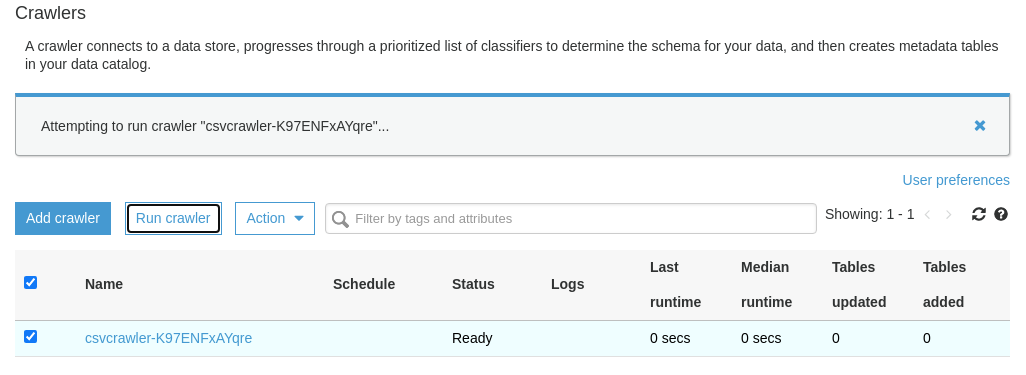 Crawlers
A crawler connects to a data store, progresses through a prioritized list of classifiers to determine the schema for your data, and then creates metadata tables
in your data catalog.
Attempting to run crawler "csvcrawler-K97ENFxAYqre"...
User preferences
Add crawler Run crawler Action Filter by tags and attributes Showing: 1 - 1
Name Schedule Status Logs Last runtime Median runtime Tables updated Tables added
csvcrawler-K97ENFxAYqre Ready 0 secs 0 secs 0 0